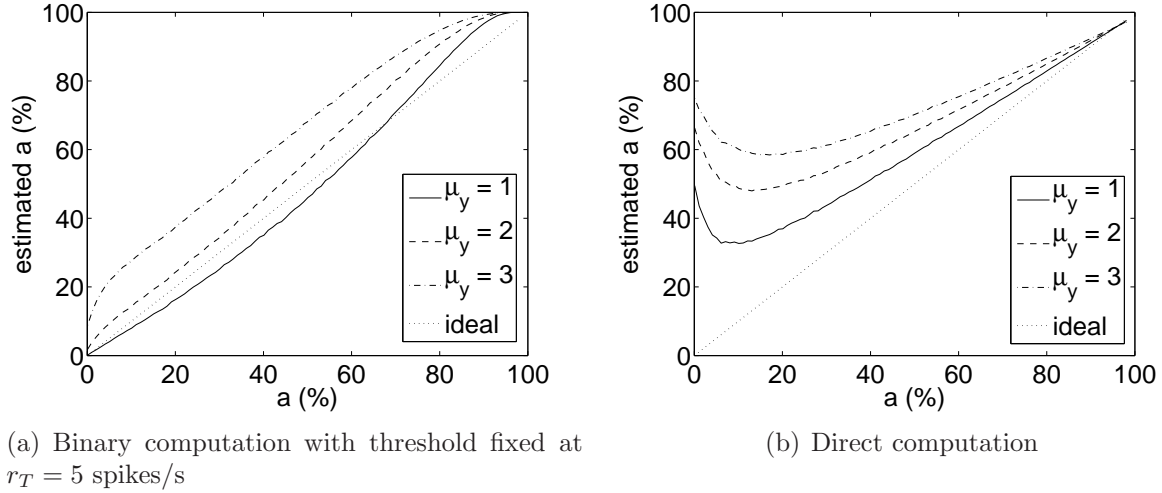 100
80
60
40
20
0
estimated a (%)
0 20 40 60 80 100
a (%)
μy = 1
μy = 2
μy = 3
ideal
100
80
60
40
20
0
estimated a (%)
0 20 40 60 80 100
a (%)
μy = 1
μy = 2
μy = 3
ideal
(a) Binary computation with threshold fixed at
rT = 5 spikes/s
(b) Direct computation